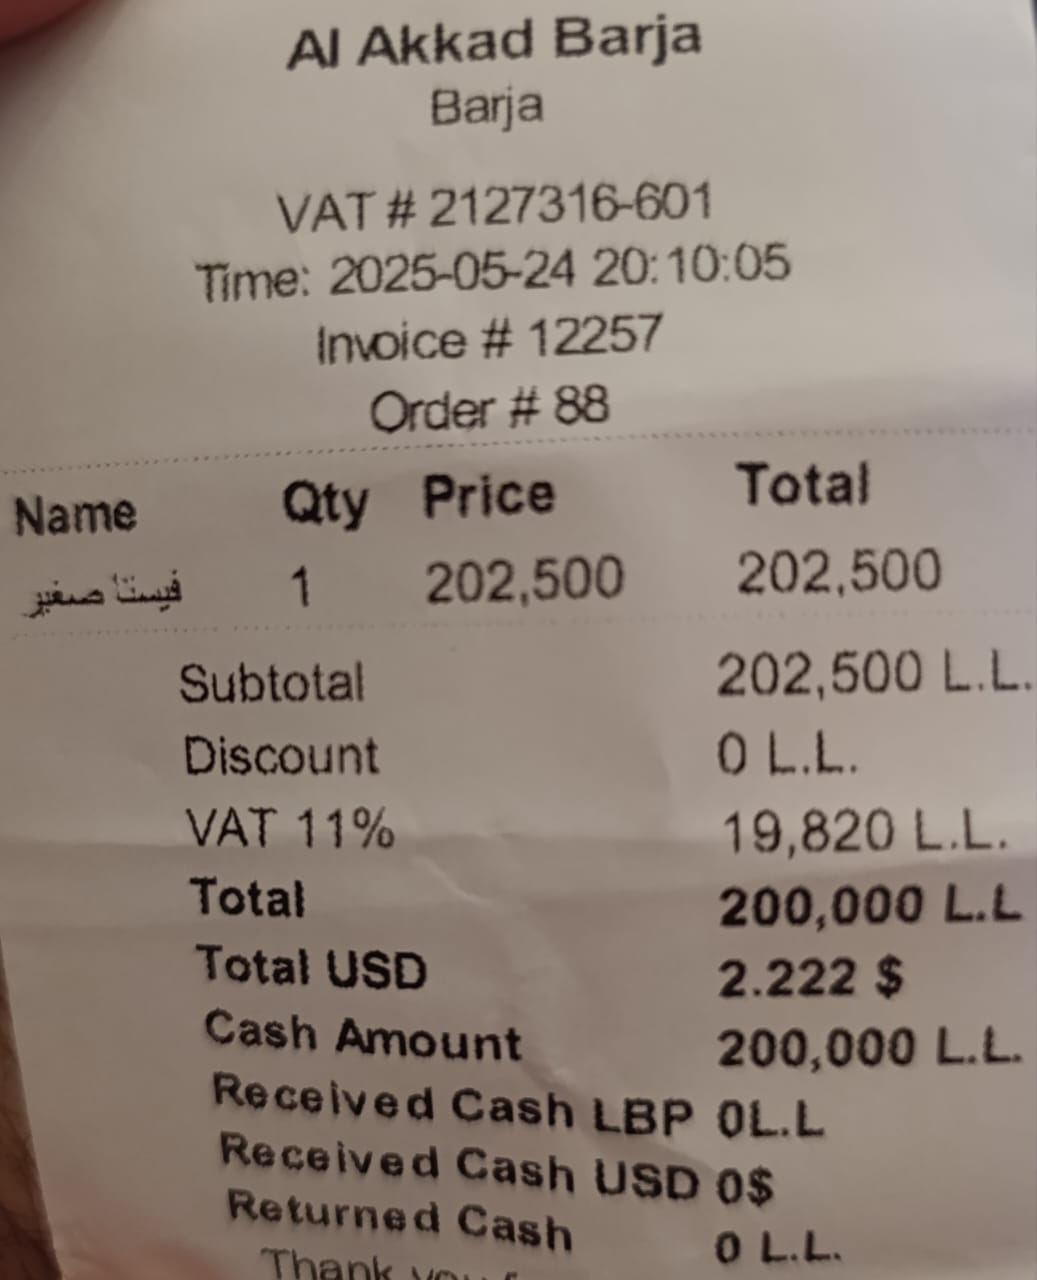 Al Akkad Barja
Barja
VAT # 2127316-601
Time: 2025-05-24 20:10:05
Invoice # 12257
Order # 88
Name Qty Price Total
فيستا صغير 1 202,500 202,500
Subtotal 202,500 L.L.
Discount 0 L.L.
VAT 11% 19,820 L.L.
Total 200,000 L.L
Total USD 2.222 $
Cash Amount 200,000 L.L.
Received Cash LBP 0L.L
Received Cash USD 0$
Returned Cash 0 L.L.
Thank you